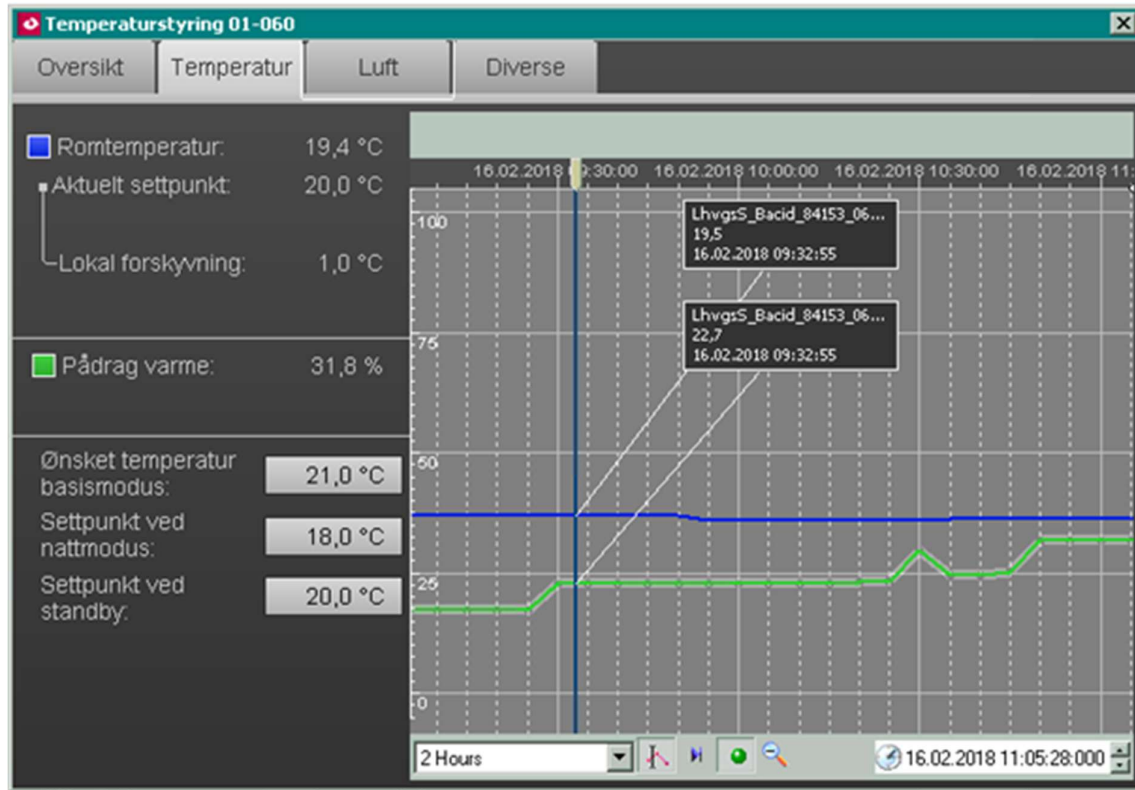 Temperaturstyring 01-060
Oversikt Temperatur Luft Diverse
Romtemperatur: 19,4 °C
Aktuelt settpunkt: 20,0 °C
Lokal forskyvning: 1,0 °C
Pådrag varme: 31,8 %
Ønsket temperatur
basismodus: 21,0 °C
Settpunkt ved
nattmodus: 18,0 °C
Settpunkt ved
standby: 20,0 °C
16.02.2018 0 :30:00 16.02.2018 10:00:00 16.02.2018 10:30:00 16.02.2018 11:
100
75
50
25
0
LhvgsS_Bacid_84153_06...
19,5
16.02.2018 09:32:55
LhvgsS_Bacid_84153_06...
22,7
16.02.2018 09:32:55
2 Hours
16.02.2018 11:05:28:000